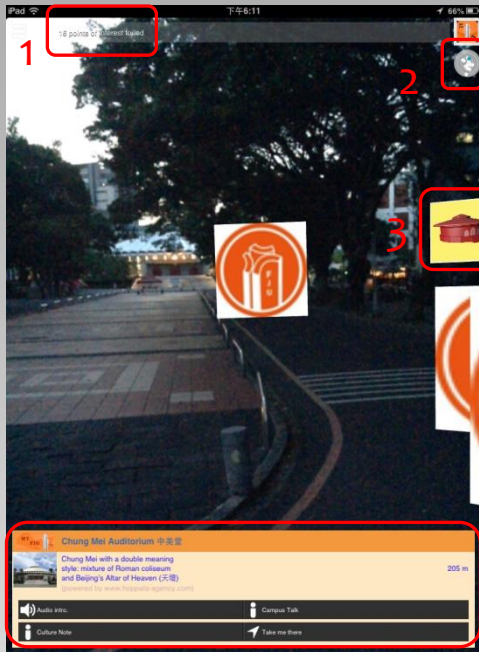 iPad
下午6:11
66%
1
16 points of interest found
2
3
FJU
Chung Mei Auditorium 中美堂
Chung Mei with a double meaning
style: mixture of Roman coliseum
and Beijing's Altar of Heaven (天壇)
(powered by www.hoppala-agency.com)
205 m
Audio intro.
Campus Talk
Culture Note
Take me there